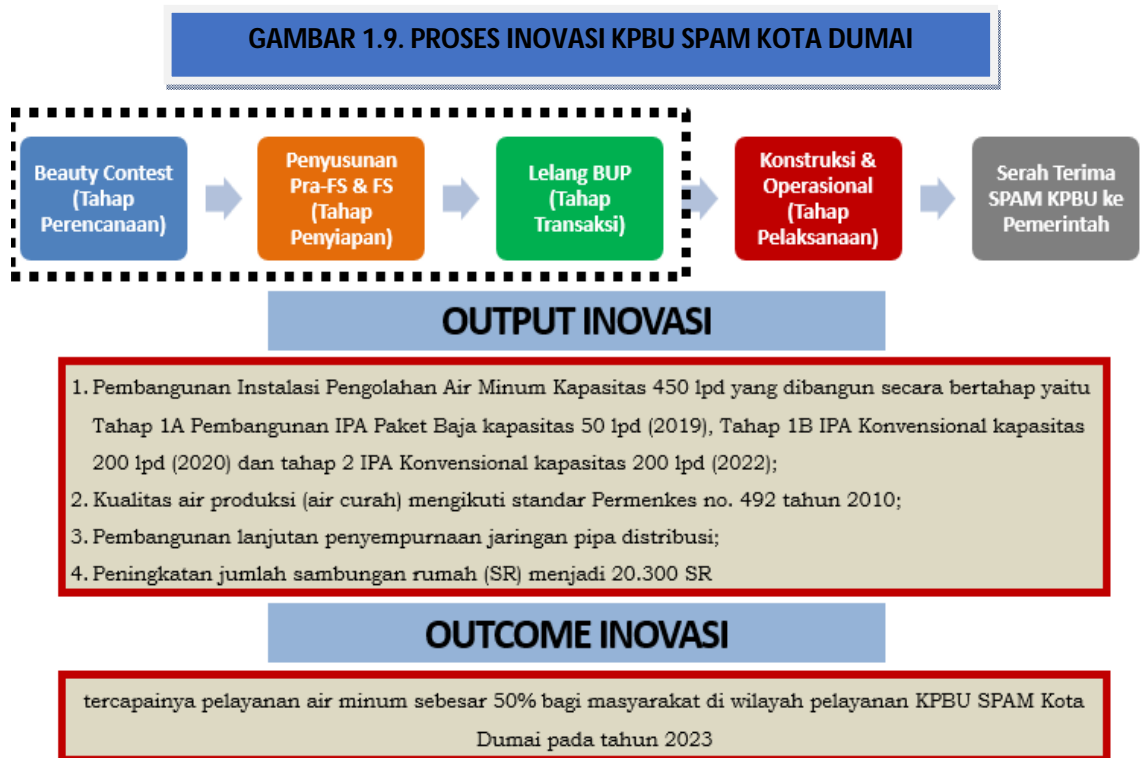 GAMBAR 1.9. PROSES INOVASI KPBU SPAM KOTA DUMAI
Beauty Contest
(Tahap
Perencanaan)
Penyusunan
Pra-FS & FS
(Tahap
Penyiapan)
Lelang BUP
(Tahap
Transaksi)
Konstruksi &
Operasional
(Tahap
Pelaksanaan)
Serah Terima
SPAM KPBU ke
Pemerintah
OUTPUT INOVASI
1. Pembangunan Instalasi Pengolahan Air Minum Kapasitas 450 lpd yang dibangun secara bertahap yaitu
Tahap 1A Pembangunan IPA Paket Baja kapasitas 50 lpd (2019), Tahap 1B IPA Konvensional kapasitas
200 lpd (2020) dan tahap 2 IPA Konvensional kapasitas 200 lpd (2022);
2. Kualitas air produksi (air curah) mengikuti standar Permenkes no. 492 tahun 2010;
3. Pembangunan lanjutan penyempurnaan jaringan pipa distribusi;
4. Peningkatan jumlah sambungan rumah (SR) menjadi 20.300 SR
OUTCOME INOVASI
tercapainya pelayanan air minum sebesar 50% bagi masyarakat di wilayah pelayanan KPBU SPAM Kota
Dumai pada tahun 2023